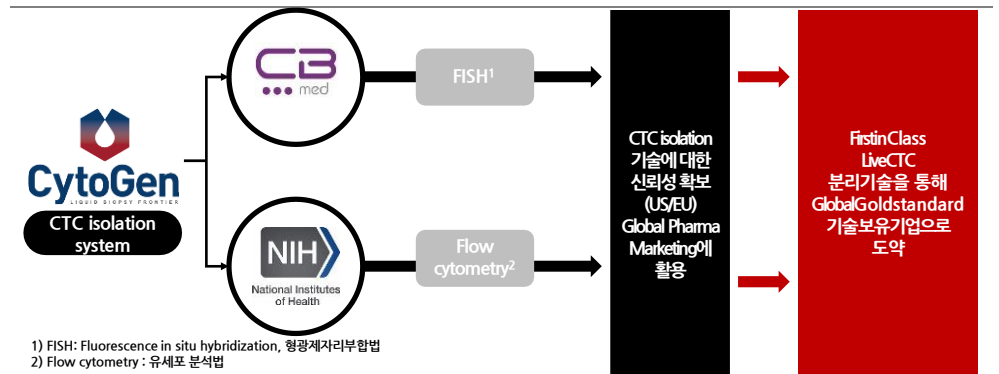 CytoGen
LIQUID BIOPSY FRONTIER
CTC isolation
system
CB
med
FISH¹
NIH
National Institutes
of Health
Flow
cytometry²
CTC isolation
기술에 대한
신뢰성 확보
(US/EU)
Global Pharma
Marketing에
활용
FirstinClass
LiveCTC
분리기술을 통해
GlobalGoldstandard
기술보유기업으로
도약
1) FISH: Fluorescence in situ hybridization, 형광제자리부합법
2) Flow cytometry : 유세포 분석법